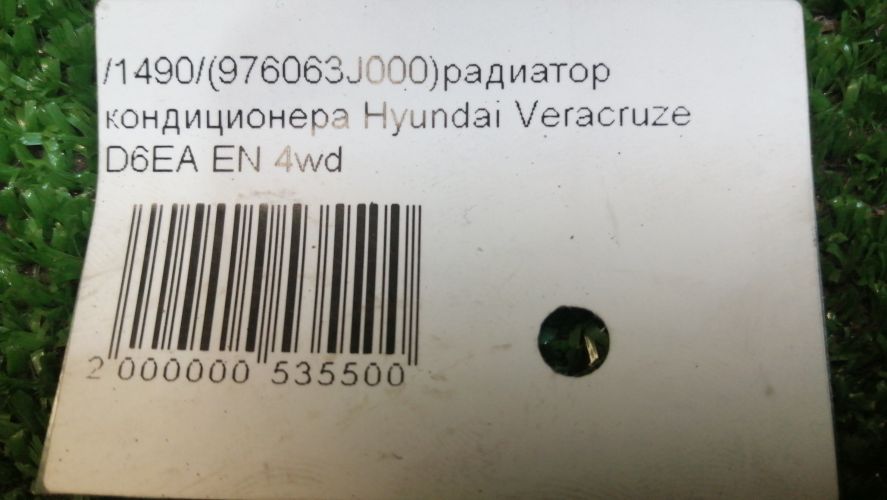 /1490/(976063J000)радиатор
кондиционера Hyundai Veracruze
D6EA EN 4wd
2 000000 535500